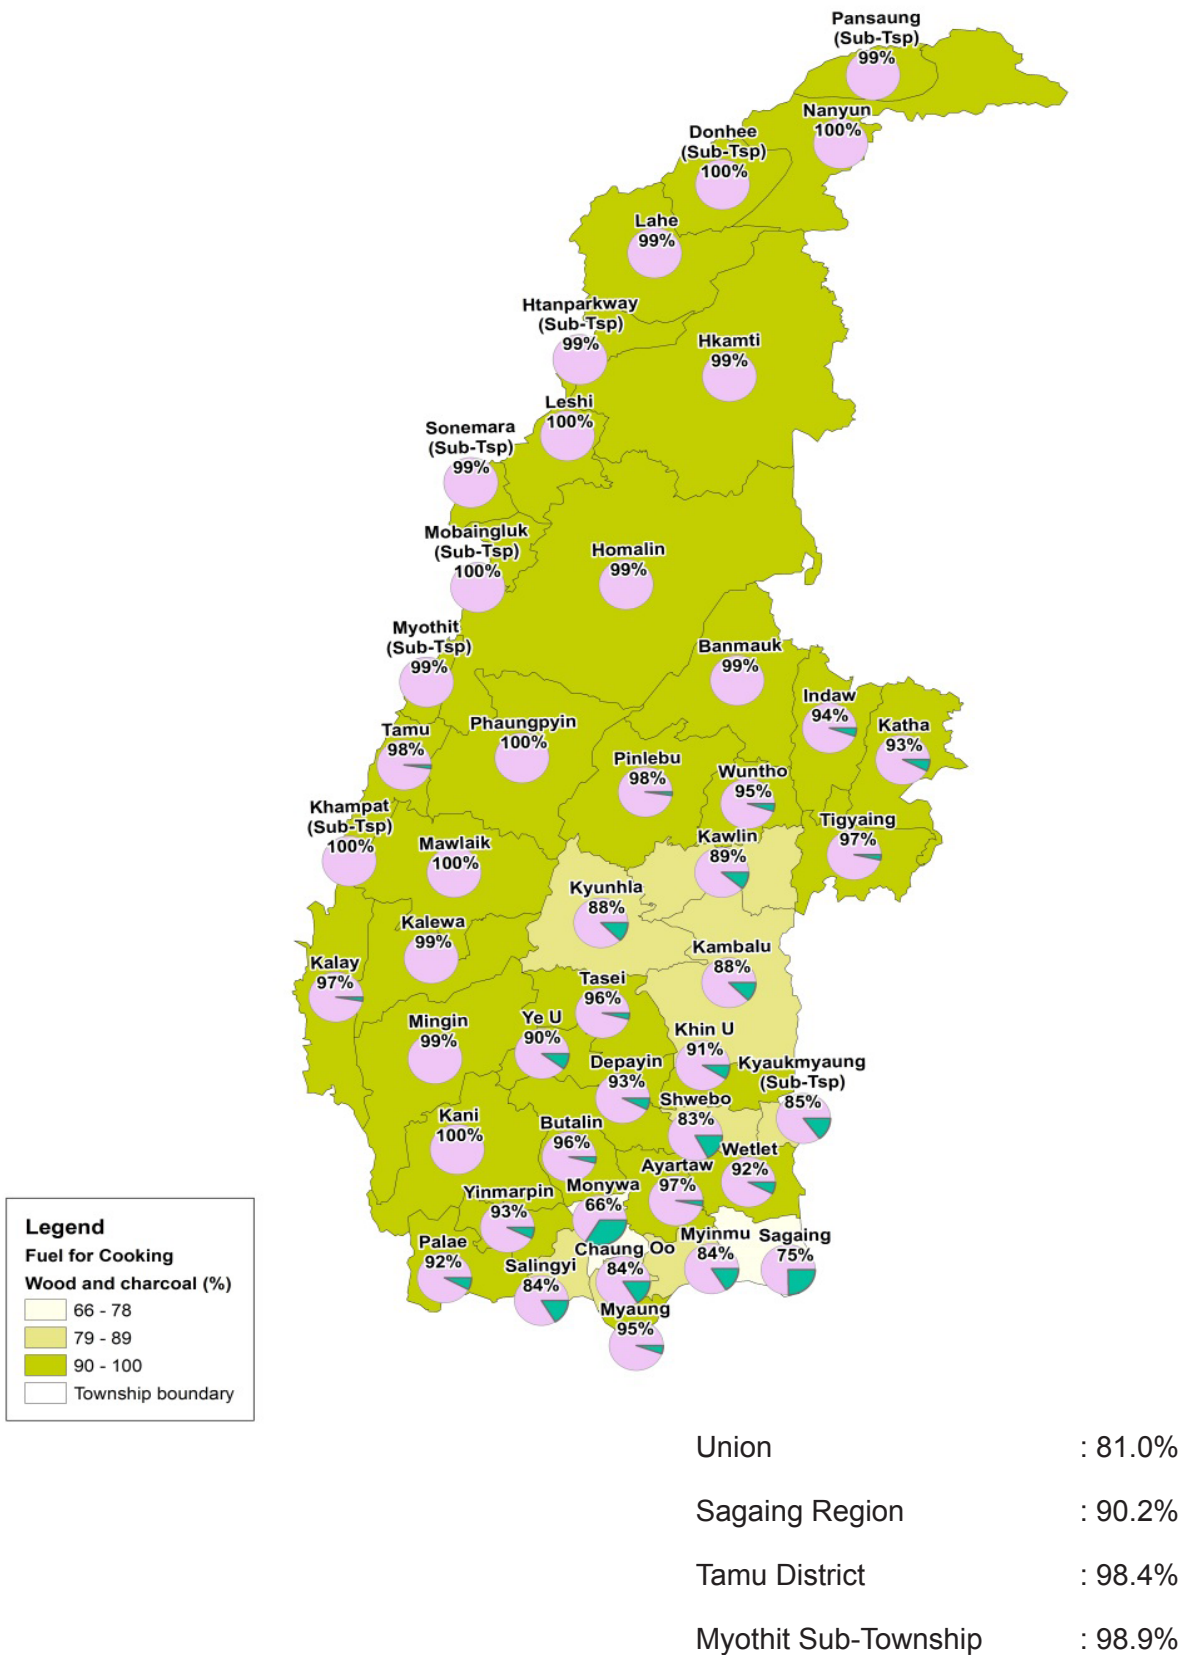 Pansaung
(Sub-Tsp)
99%
Nanyun
100%
Donhee
(Sub-Tsp)
100%
Lahe
99%
Htanparkway
(Sub-Tsp)
99%
Hkamti
99%
Leshi
100%
Sonemara
(Sub-Tsp)
99%
Mobaingluk
(Sub-Tsp)
100%
Homalin
99%
Myothit
(Sub-Tsp)
99%
Banmauk
99%
Indaw
94%
Katha
93%
Tamu
98%
Phaungpyin
100%
Pinlebu
98%
Wuntho
95%
Khampat
(Sub-Tsp)
100%
Mawlaik
100%
Kawlin
89%
Tigyaing
97%
Kyunhla
88%
Kalewa
99%
Kambalu
88%
Kalay
97%
Tasei
96%
Mingin
99%
Ye U
90%
Khin U
91%
Depayin
93%
Kyaukmyaung
(Sub-Tsp)
85%
Shwebo
83%
Kani
100%
Butalin
96%
Wetlet
92%
Ayartaw
97%
Monywa
66%
Yinmarpin
93%
Palae
92%
Salingyi
84%
Chaung Oo
84%
Myinmu
84%
Sagaing
75%
Myaung
95%
Legend
Fuel for Cooking
Wood and charcoal (%)
66 - 78
79 - 89
90 - 100
Township boundary
Union : 81.0%
Sagaing Region : 90.2%
Tamu District : 98.4%
Myothit Sub-Township : 98.9%